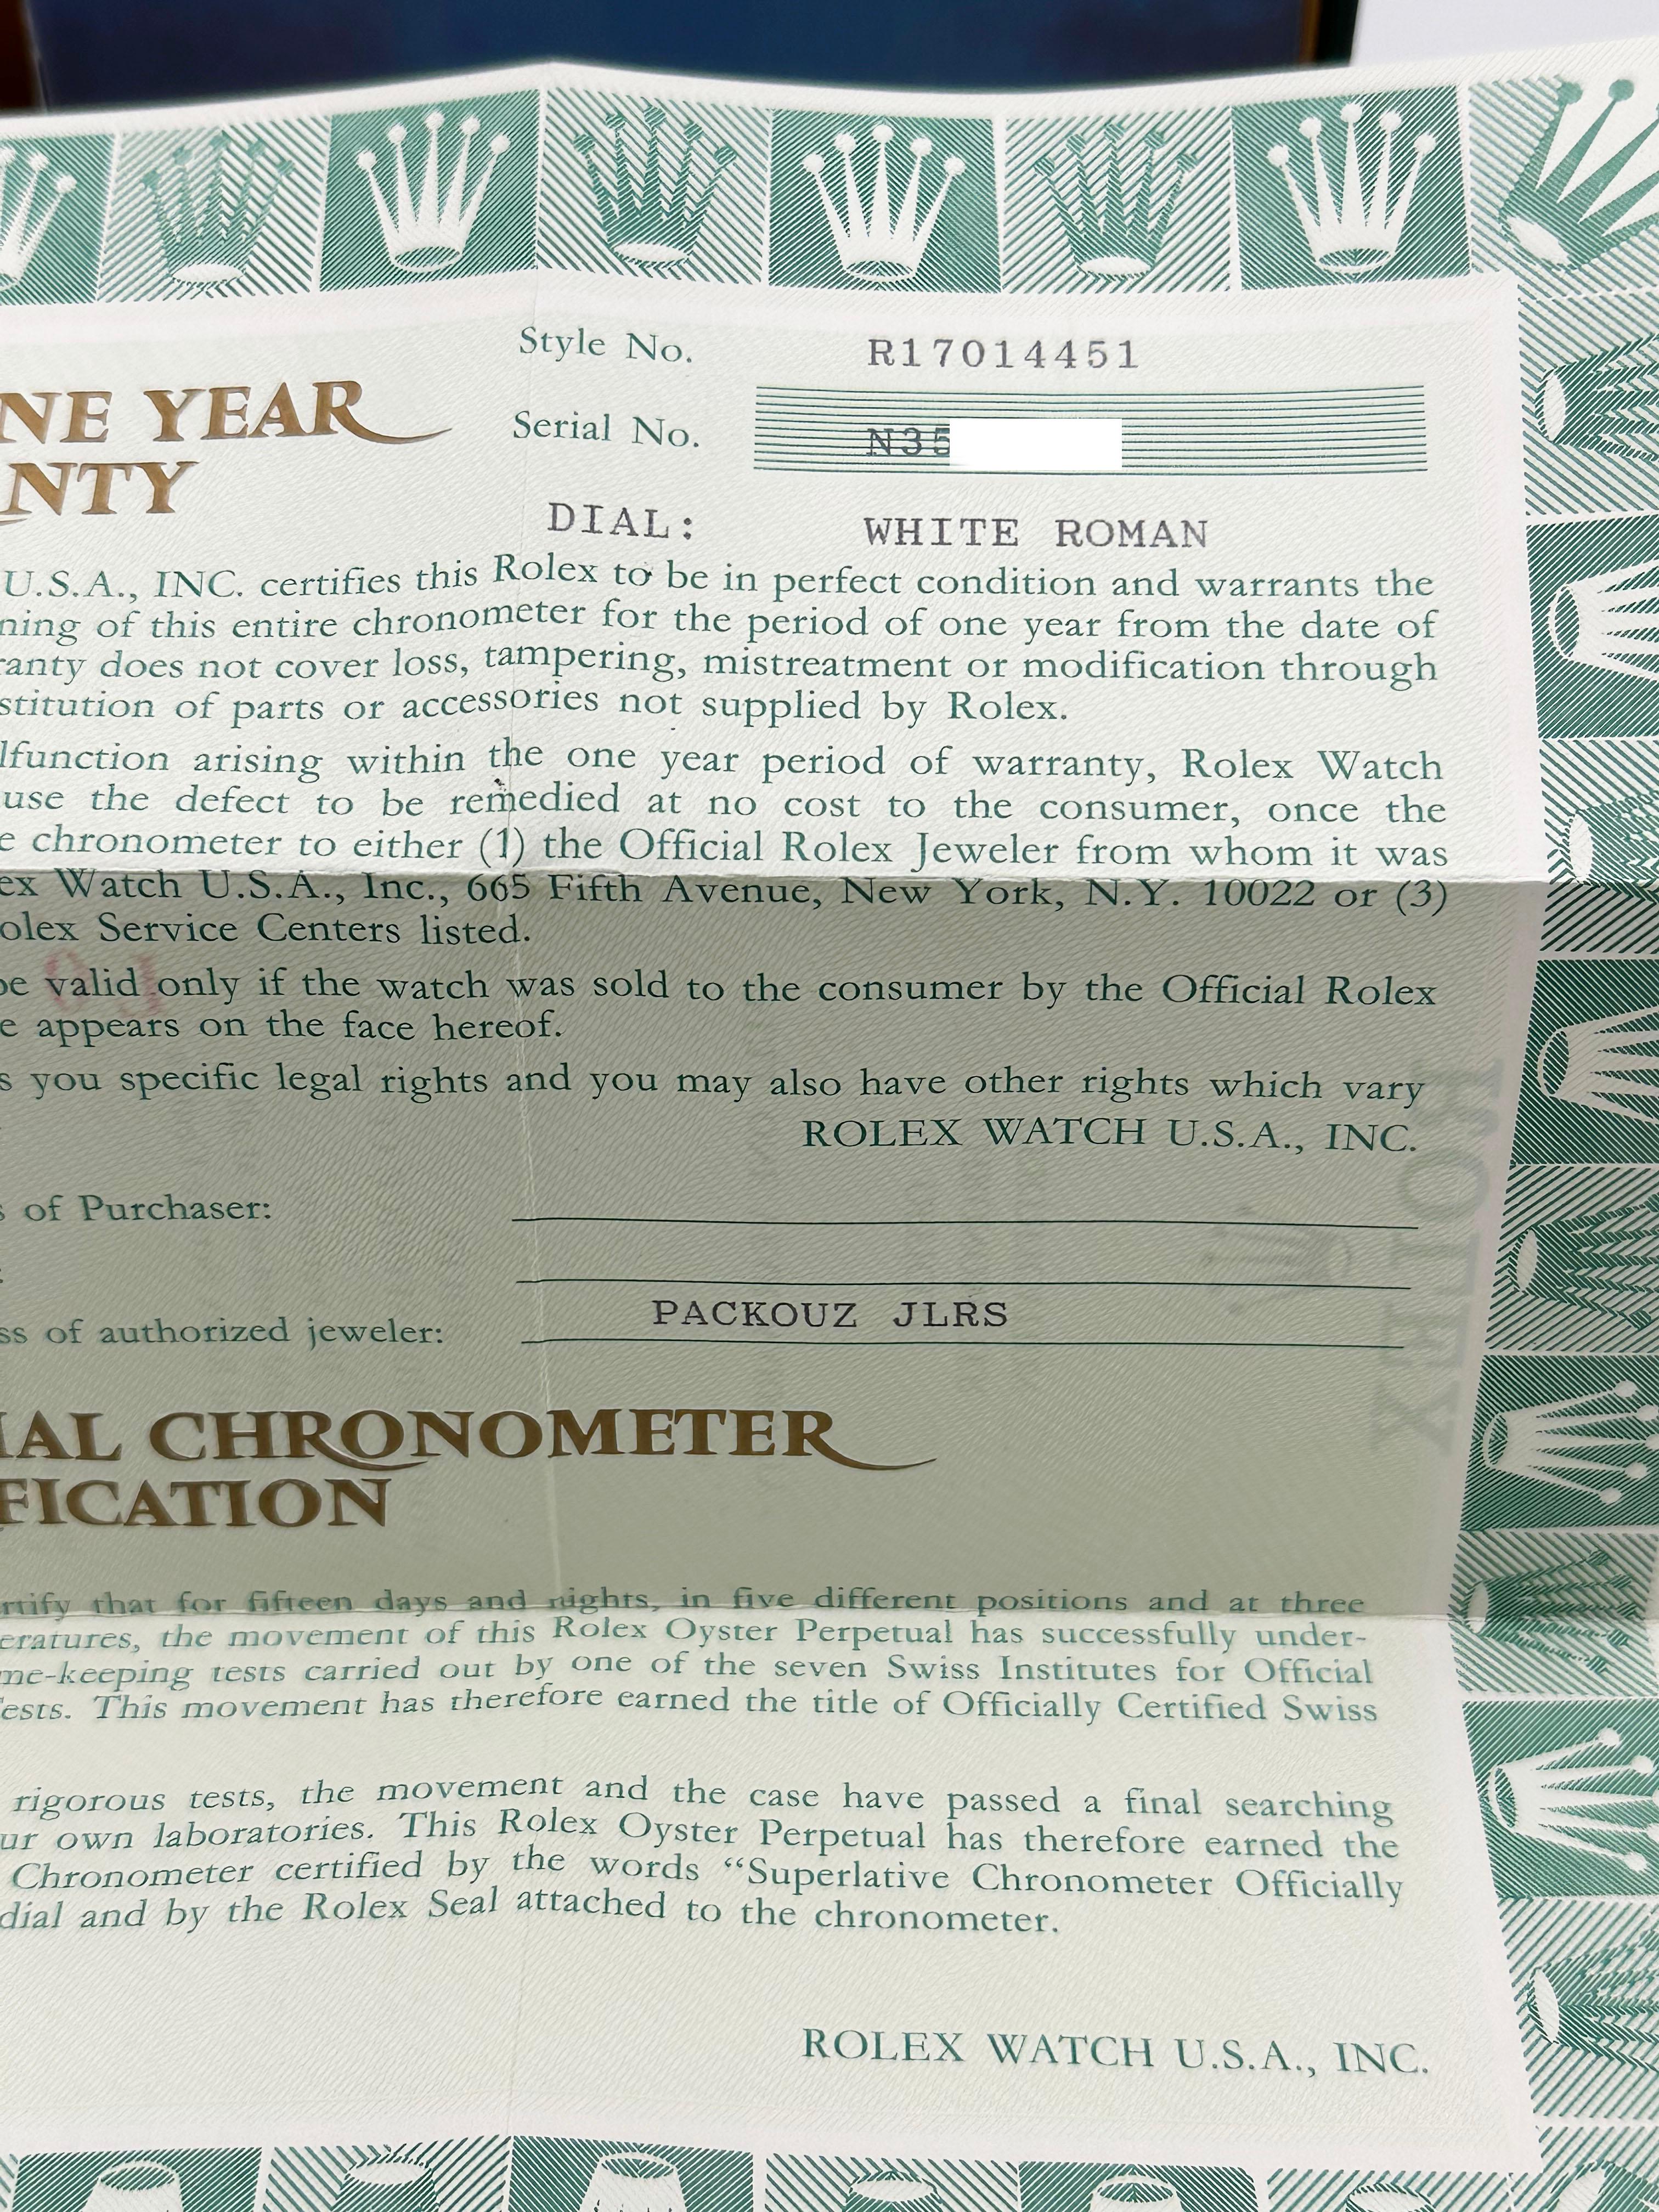 Style No. R17014451
NE YEAR
Serial No. N35
NTY
DIAL: WHITE ROMAN
U.S.A., INC. certifies this Rolex to be in perfect condition and warrants the
ning of this entire chronometer for the period of one year from the date of
ranty does not cover loss, tampering, mistreatment or modification through
stitution of parts or accessories not supplied by Rolex.
lfunction arising within the one year period of warranty, Rolex Watch
use the defect to be remedied at no cost to the consumer, once the
e chronometer to either (1) the Official Rolex Jeweler from whom it was
ex Watch U.S.A., Inc., 665 Fifth Avenue, New York, N.Y. 10022 or (3)
olex Service Centers listed.
be valid only if the watch was sold to the consumer by the Official Rolex
e appears on the face hereof.
s you specific legal rights and you may also have other rights which vary
ROLEX WATCH U.S.A., INC.
s of Purchaser:
ss of authorized jeweler: PACKOUZ JLRS
ROLEX
IAL CHRONOMETER
FICATION
rtify that for fifteen days and nights, in five different positions and at three
eratures, the movement of this Rolex Oyster Perpetual has successfully under-
me-keeping tests carried out by one of the seven Swiss Institutes for Official
ests. This movement has therefore earned the title of Officially Certified Swiss
rigorous tests, the movement and the case have passed a final searching
ur own laboratories. This Rolex Oyster Perpetual has therefore earned the
Chronometer certified by the words “Superlative Chronometer Officially
dial and by the Rolex Seal attached to the chronometer.
ROLEX WATCH U.S.A., INC.